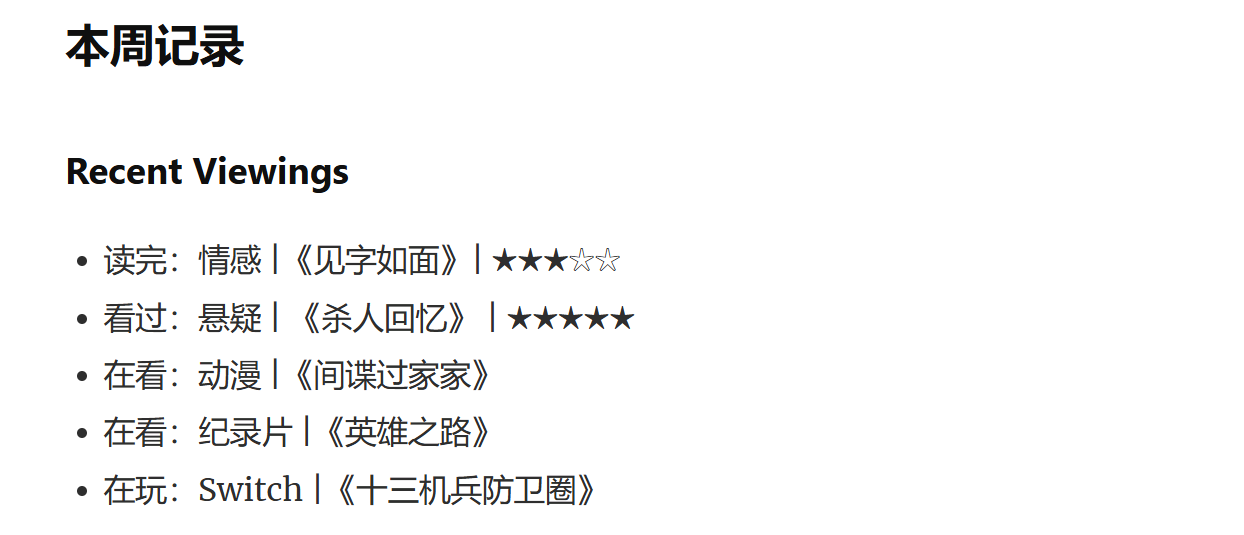 本周记录
Recent Viewings
• 读完：情感 |《见字如面》| ★★★☆☆
• 看过：悬疑 | 《杀人回忆》 | ★★★★★
• 在看：动漫 |《间谍过家家》
• 在看：纪录片 |《英雄之路》
• 在玩：Switch |《十三机兵防卫圈》